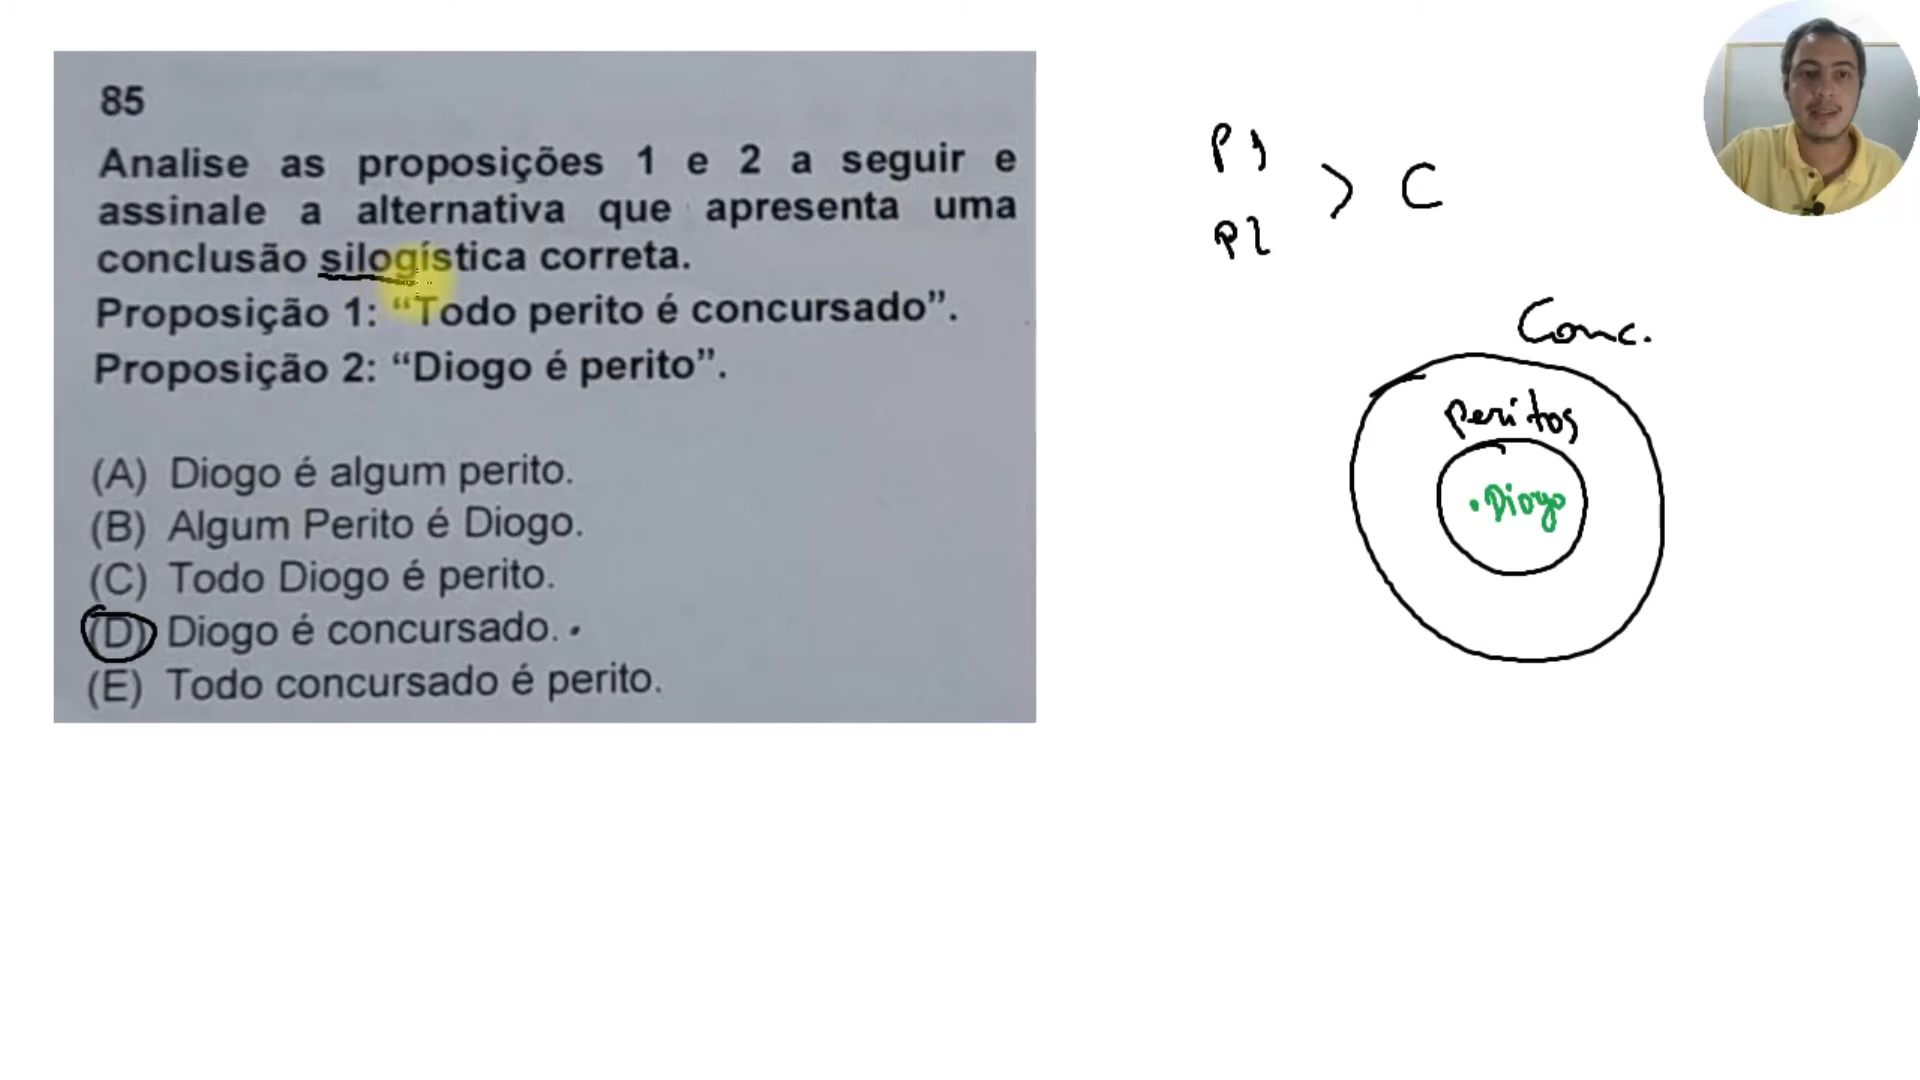 85
Analise as proposições 1 e 2 a seguir e
assinale a alternativa que apresenta uma
conclusão silogística correta.
Proposição 1: “Todo perito é concursado”.
Proposição 2: “Diogo é perito”.
(A) Diogo é algum perito.
(B) Algum Perito é Diogo.
(C) Todo Diogo é perito.
(D) Diogo é concursado.
(E) Todo concursado é perito.
P1
P2
> C
Conc.
peritos
Diogo